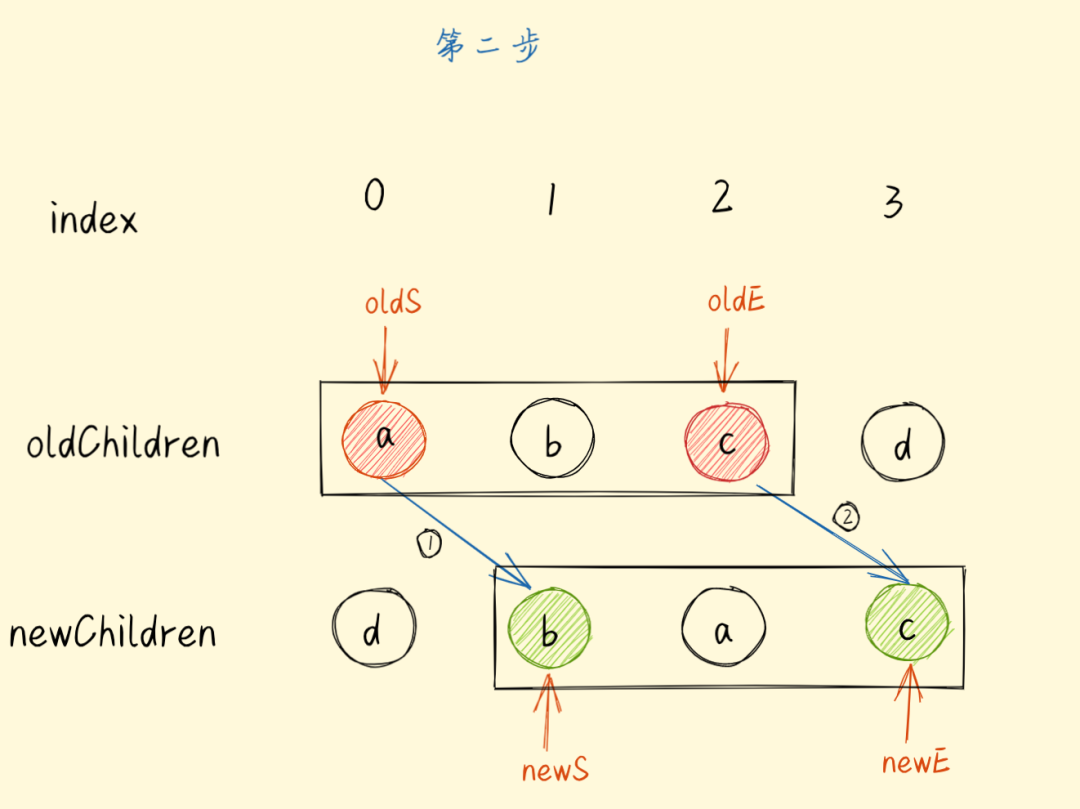 第二步
index 0 1 2 3
oldS oldE
oldChildren a b c d
① ②
newChildren d b a c
newS newE